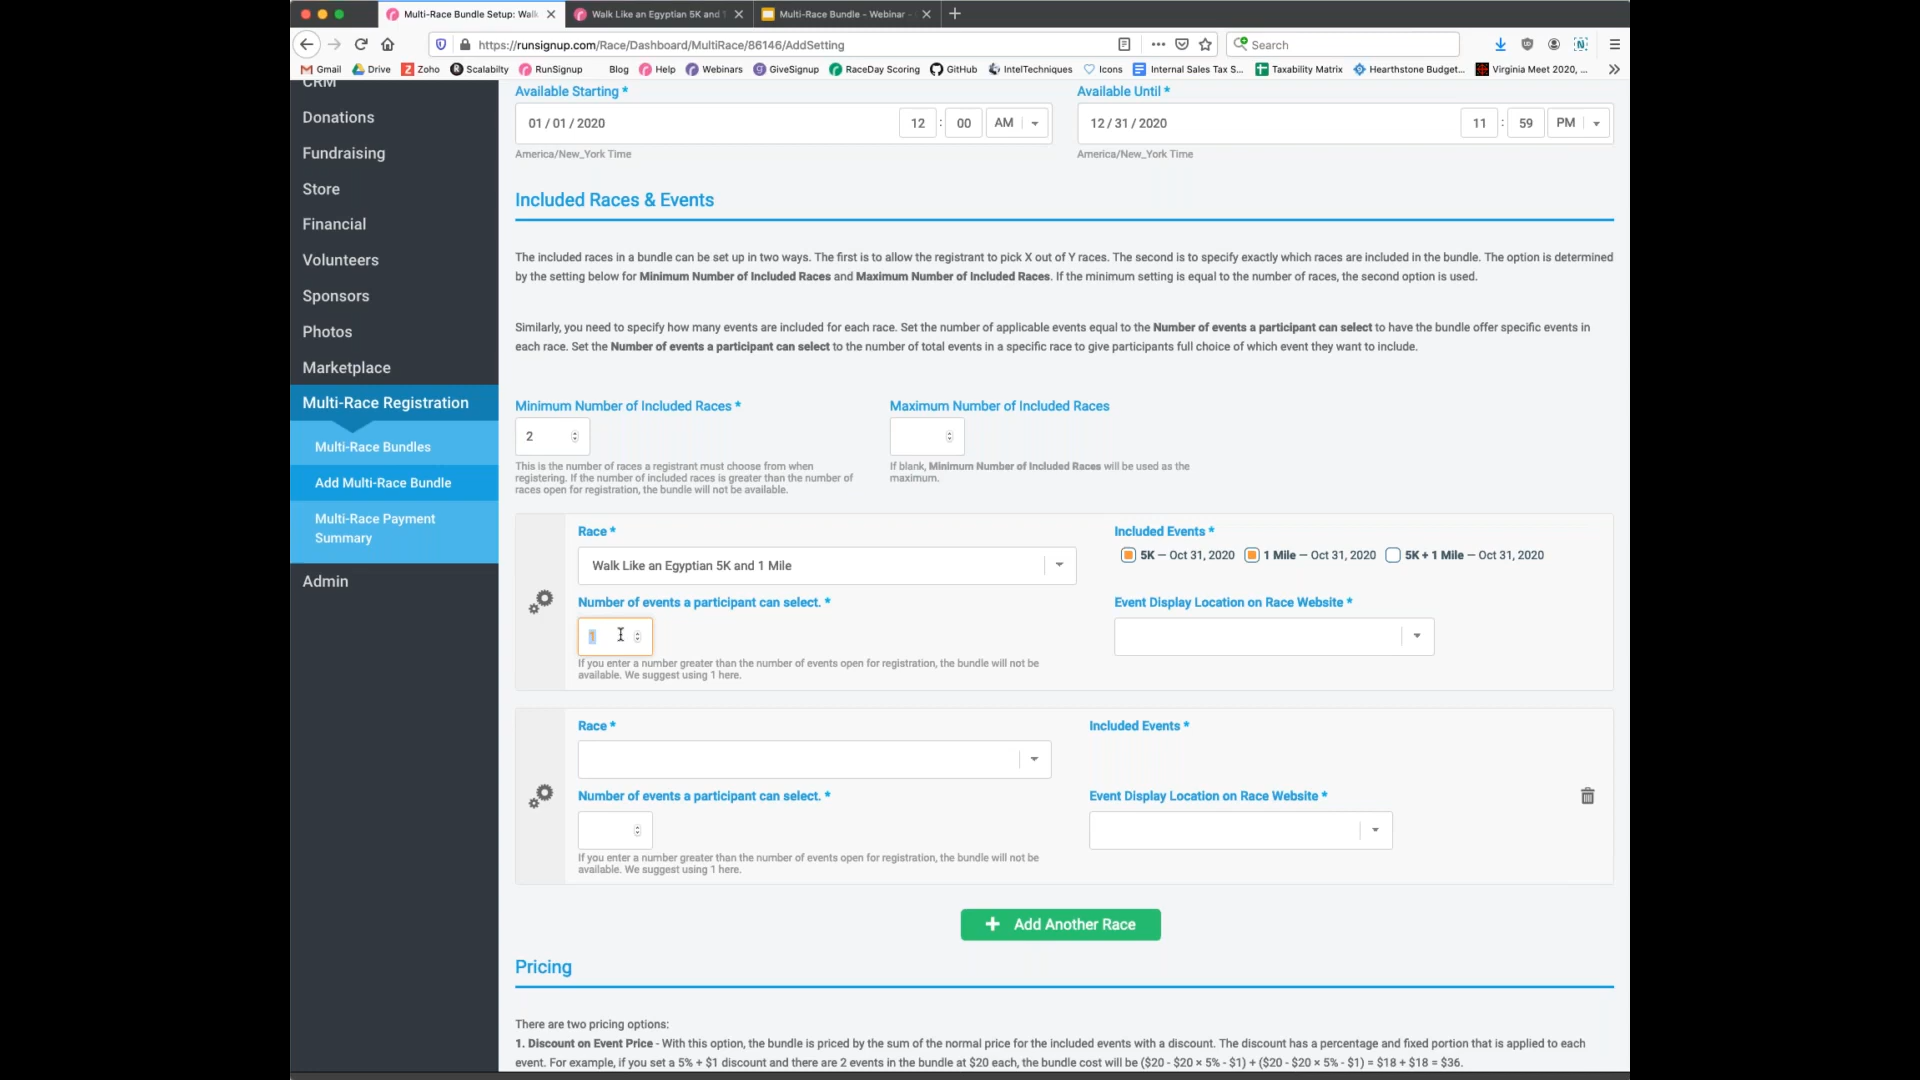 Multi-Race Bundle Setup: Walk
Walk Like an Egyptian 5K and 1
Multi-Race Bundle - Webinar -
https://runsignup.com/Race/Dashboard/MultiRace/86146/AddSetting
Search
Gmail Drive Zoho Scalabilty RunSignup Blog Help Webinars GiveSignup RaceDay Scoring GitHub IntelTechniques Icons Internal Sales Tax S... Taxability Matrix Hearthstone Budget... Virginia Meet 2020, ...
CRM
Donations
Fundraising
Store
Financial
Volunteers
Sponsors
Photos
Marketplace
Multi-Race Registration
Multi-Race Bundles
Add Multi-Race Bundle
Multi-Race Payment
Summary
Admin
Available Starting *
01 / 01 / 2020 12 : 00 AM
America/New_York Time
Available Until *
12 / 31 / 2020 11 : 59 PM
America/New_York Time
Included Races & Events
The included races in a bundle can be set up in two ways. The first is to allow the registrant to pick X out of Y races. The second is to specify exactly which races are included in the bundle. The option is determined
by the setting below for Minimum Number of Included Races and Maximum Number of Included Races. If the minimum setting is equal to the number of races, the second option is used.
Similarly, you need to specify how many events are included for each race. Set the number of applicable events equal to the Number of events a participant can select to have the bundle offer specific events in
each race. Set the Number of events a participant can select to the number of total events in a specific race to give participants full choice of which event they want to include.
Minimum Number of Included Races *
2
This is the number of races a registrant must choose from when
registering. If the number of included races is greater than the number of
races open for registration, the bundle will not be available.
Maximum Number of Included Races
If blank, Minimum Number of Included Races will be used as the
maximum.
Race *
Walk Like an Egyptian 5K and 1 Mile
Included Events *
5K — Oct 31, 2020 1 Mile — Oct 31, 2020 5K + 1 Mile — Oct 31, 2020
Number of events a participant can select. *
1
If you enter a number greater than the number of events open for registration, the bundle will not be
available. We suggest using 1 here.
Event Display Location on Race Website *
Race *
Included Events *
Number of events a participant can select. *
If you enter a number greater than the number of events open for registration, the bundle will not be
available. We suggest using 1 here.
Event Display Location on Race Website *
+ Add Another Race
Pricing
There are two pricing options:
1. Discount on Event Price - With this option, the bundle is priced by the sum of the normal price for the included events with a discount. The discount has a percentage and fixed portion that is applied to each
event. For example, if you set a 5% + $1 discount and there are 2 events in the bundle at $20 each, the bundle cost will be ($20 - $20 × 5% - $1) + ($20 - $20 × 5% - $1) = $18 + $18 = $36.